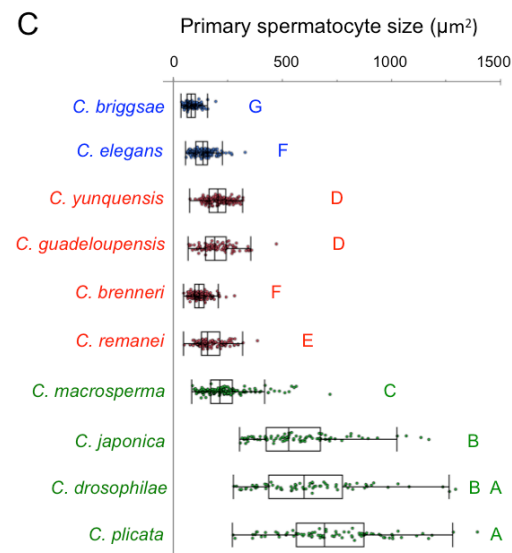 C Primary spermatocyte size (µm²)
0 500 1000 1500
C. briggsae G
C. elegans F
C. yunquensis D
C. guadeloupensis D
C. brenneri F
C. remanei E
C. macrosperma C
C. japonica B
C. drosophilae B A
C. plicata A